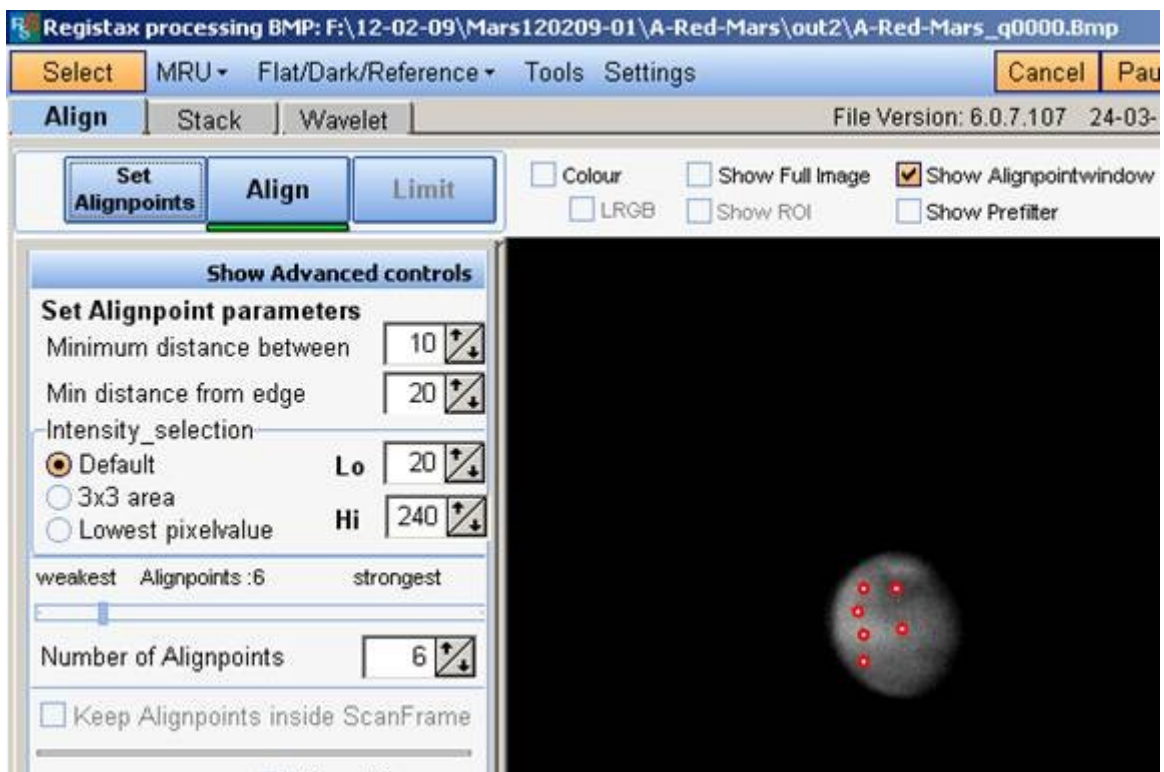 Registax processing BMP: F:\12-02-09\Mars120209-01\A-Red-Mars\out2\A-Red-Mars_q0000.Bmp
Select MRU Flat/Dark/Reference Tools Settings Cancel Pau
Align Stack Wavelet File Version: 6.0.7.107 24-03-
Set Alignpoints Align Limit
Colour Show Full Image Show Alignpointwindow
LRGB Show ROI Show Prefilter
Show Advanced controls
Set Alignpoint parameters
Minimum distance between 10
Min distance from edge 20
Intensity_selection
Default Lo 20
3x3 area
Lowest pixelvalue Hi 240
weakest Alignpoints :6 strongest
Number of Alignpoints 6
Keep Alignpoints inside ScanFrame